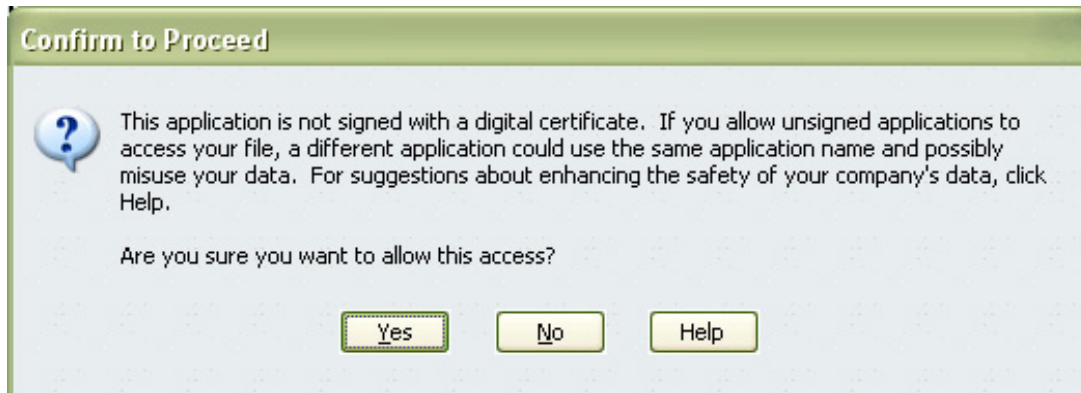 Confirm to Proceed
This application is not signed with a digital certificate.  If you allow unsigned applications to
access your file, a different application could use the same application name and possibly
misuse your data.  For suggestions about enhancing the safety of your company's data, click
Help.
Are you sure you want to allow this access?
Yes No Help